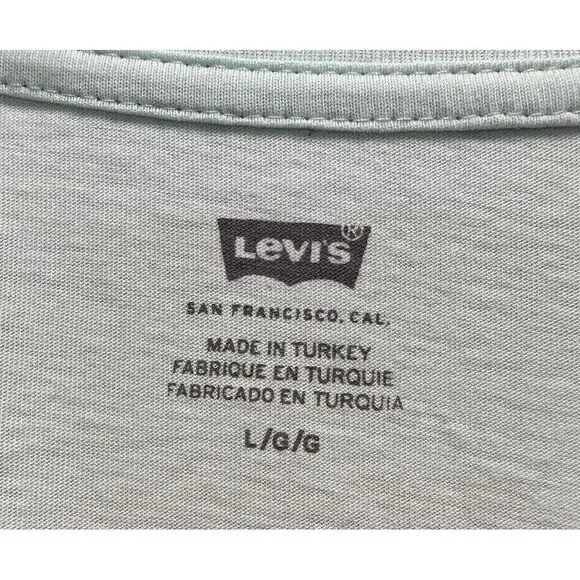 Levi's®
SAN FRANCISCO, CAL.
MADE IN TURKEY
FABRIQUE EN TURQUIE
FABRICADO EN TURQUIA
L/G/G